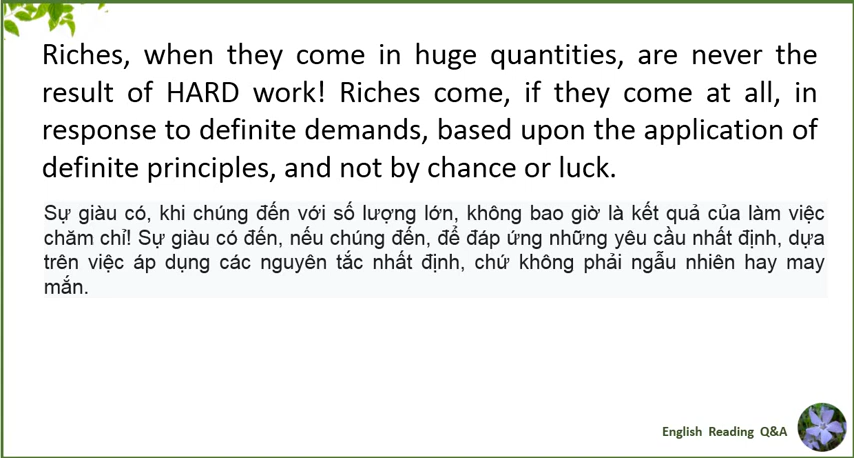 Riches, when they come in huge quantities, are never the
result of HARD work! Riches come, if they come at all, in
response to definite demands, based upon the application of
definite principles, and not by chance or luck.
Sự giàu có, khi chúng đến với số lượng lớn, không bao giờ là kết quả của làm việc
chăm chỉ! Sự giàu có đến, nếu chúng đến, để đáp ứng những yêu cầu nhất định, dựa
trên việc áp dụng các nguyên tắc nhất định, chứ không phải ngẫu nhiên hay may
mắn.
English Reading Q&A